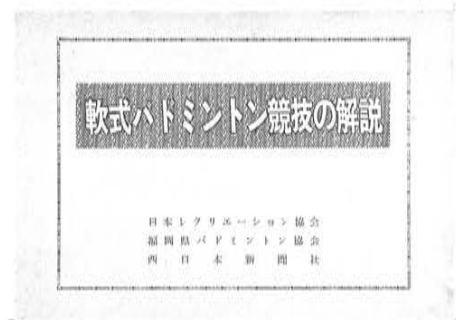 軟式バドミントン競技の解説
日本レクリエーション協会
福岡県バドミントン協会
西日本新聞社